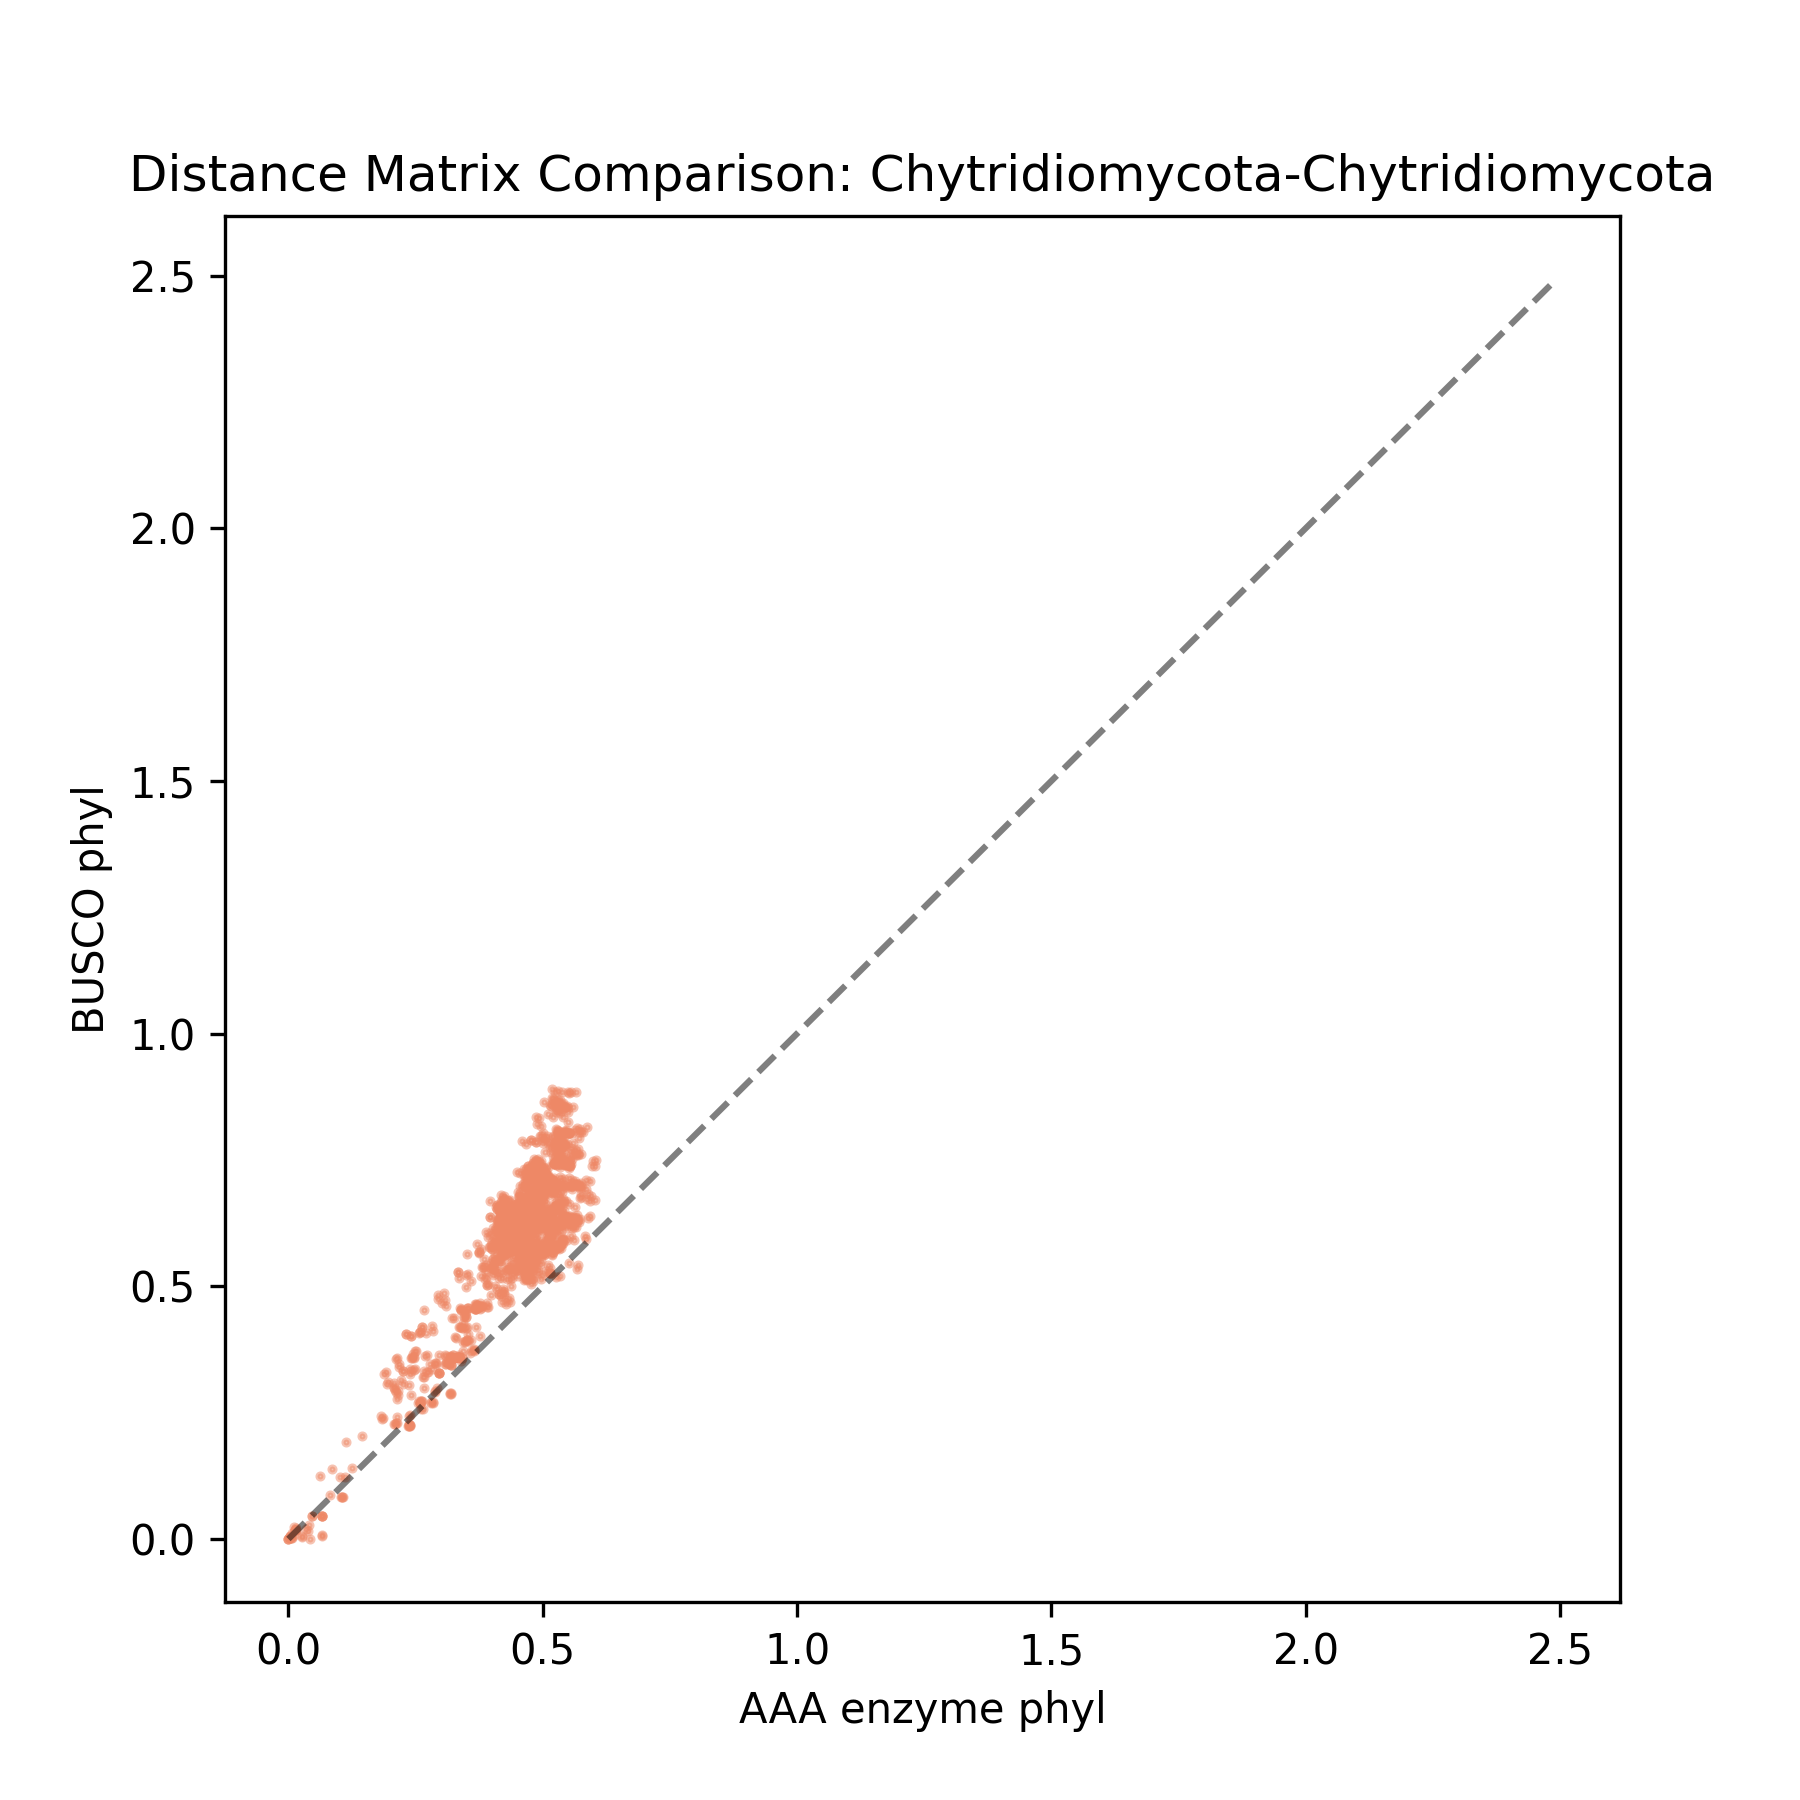 Distance Matrix Comparison: Chytridiomycota-Chytridiomycota
2.5
2.0
1.5
1.0
0.5
0.0
BUSCO phyl
0.0 0.5 1.0 1.5 2.0 2.5
AAA enzyme phyl